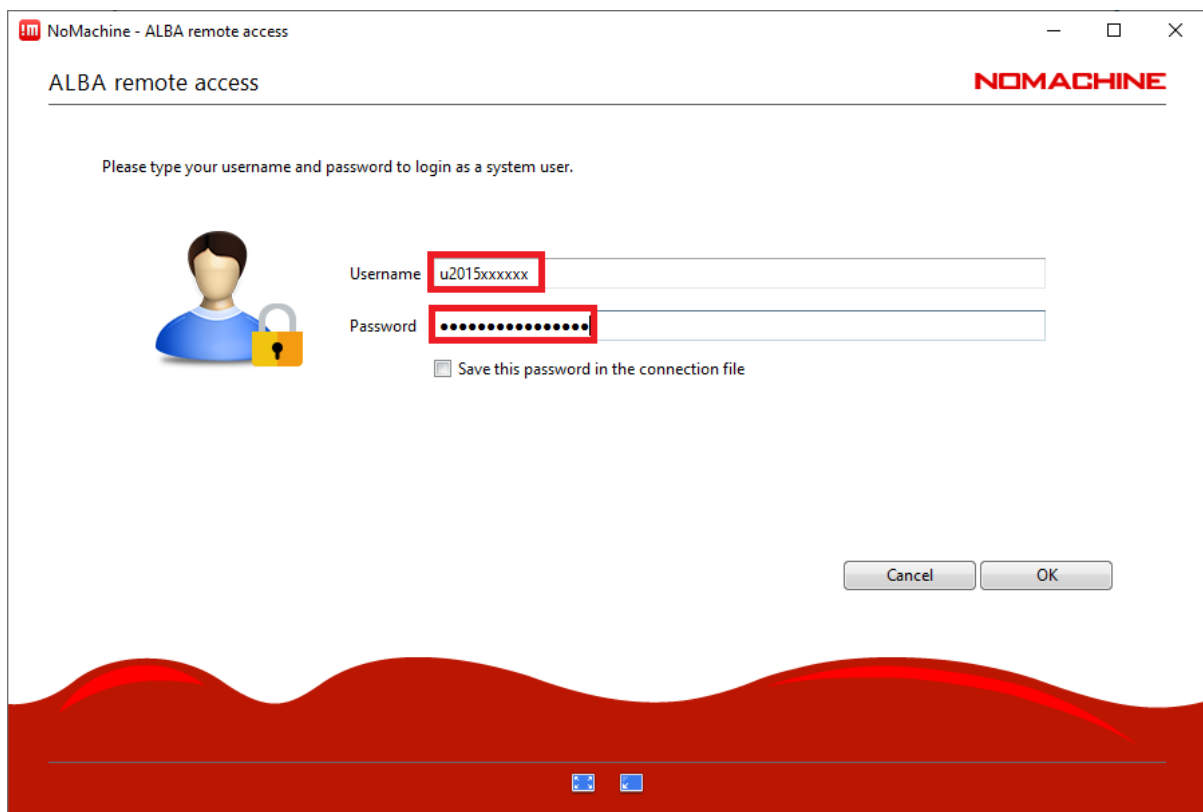 NoMachine - ALBA remote access
ALBA remote access
NOMACHINE
Please type your username and password to login as a system user.
Username u2015xxxxxx
Password ••••••••••••••••
Save this password in the connection file
Cancel OK